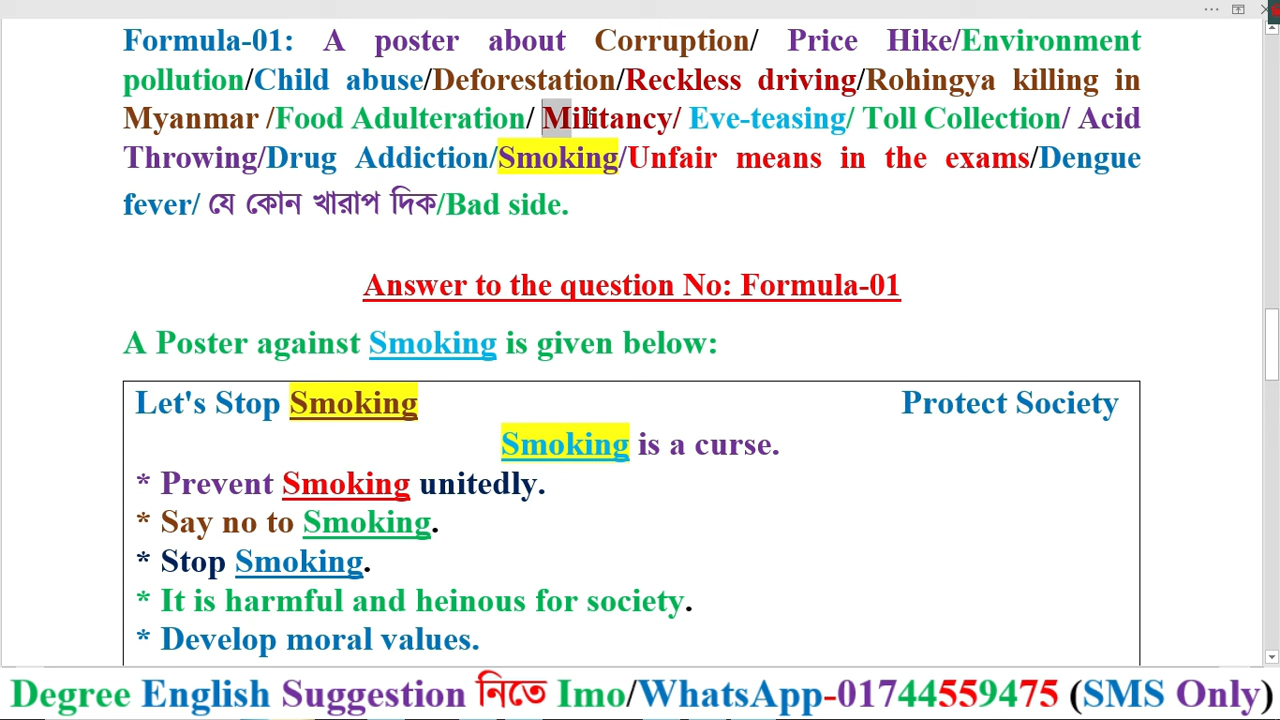 Formula-01: A poster about Corruption/ Price Hike/Environment
pollution/Child abuse/Deforestation/Reckless driving/Rohingya killing in
Myanmar /Food Adulteration/ Militancy/ Eve-teasing/ Toll Collection/ Acid
Throwing/Drug Addiction/Smoking/Unfair means in the exams/Dengue
fever/ যে কোন খারাপ দিক/Bad side.
Answer to the question No: Formula-01
A Poster against Smoking is given below:
Let's Stop Smoking Protect Society
Smoking is a curse.
* Prevent Smoking unitedly.
* Say no to Smoking.
* Stop Smoking.
* It is harmful and heinous for society.
* Develop moral values.
Degree English Suggestion নিতে Imo/WhatsApp-01744559475 (SMS Only)